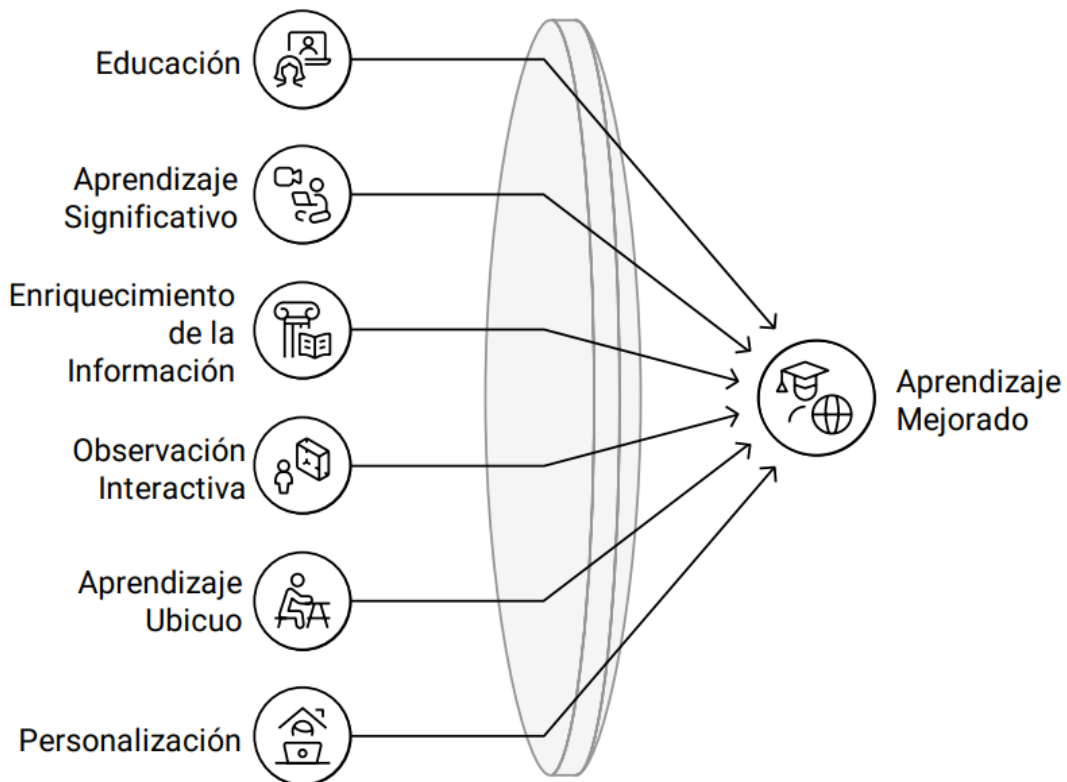 Educación
Aprendizaje
Significativo
Enriquecimiento
de la
Información
Observación
Interactiva
Aprendizaje
Ubicuo
Personalización
Aprendizaje
Mejorado